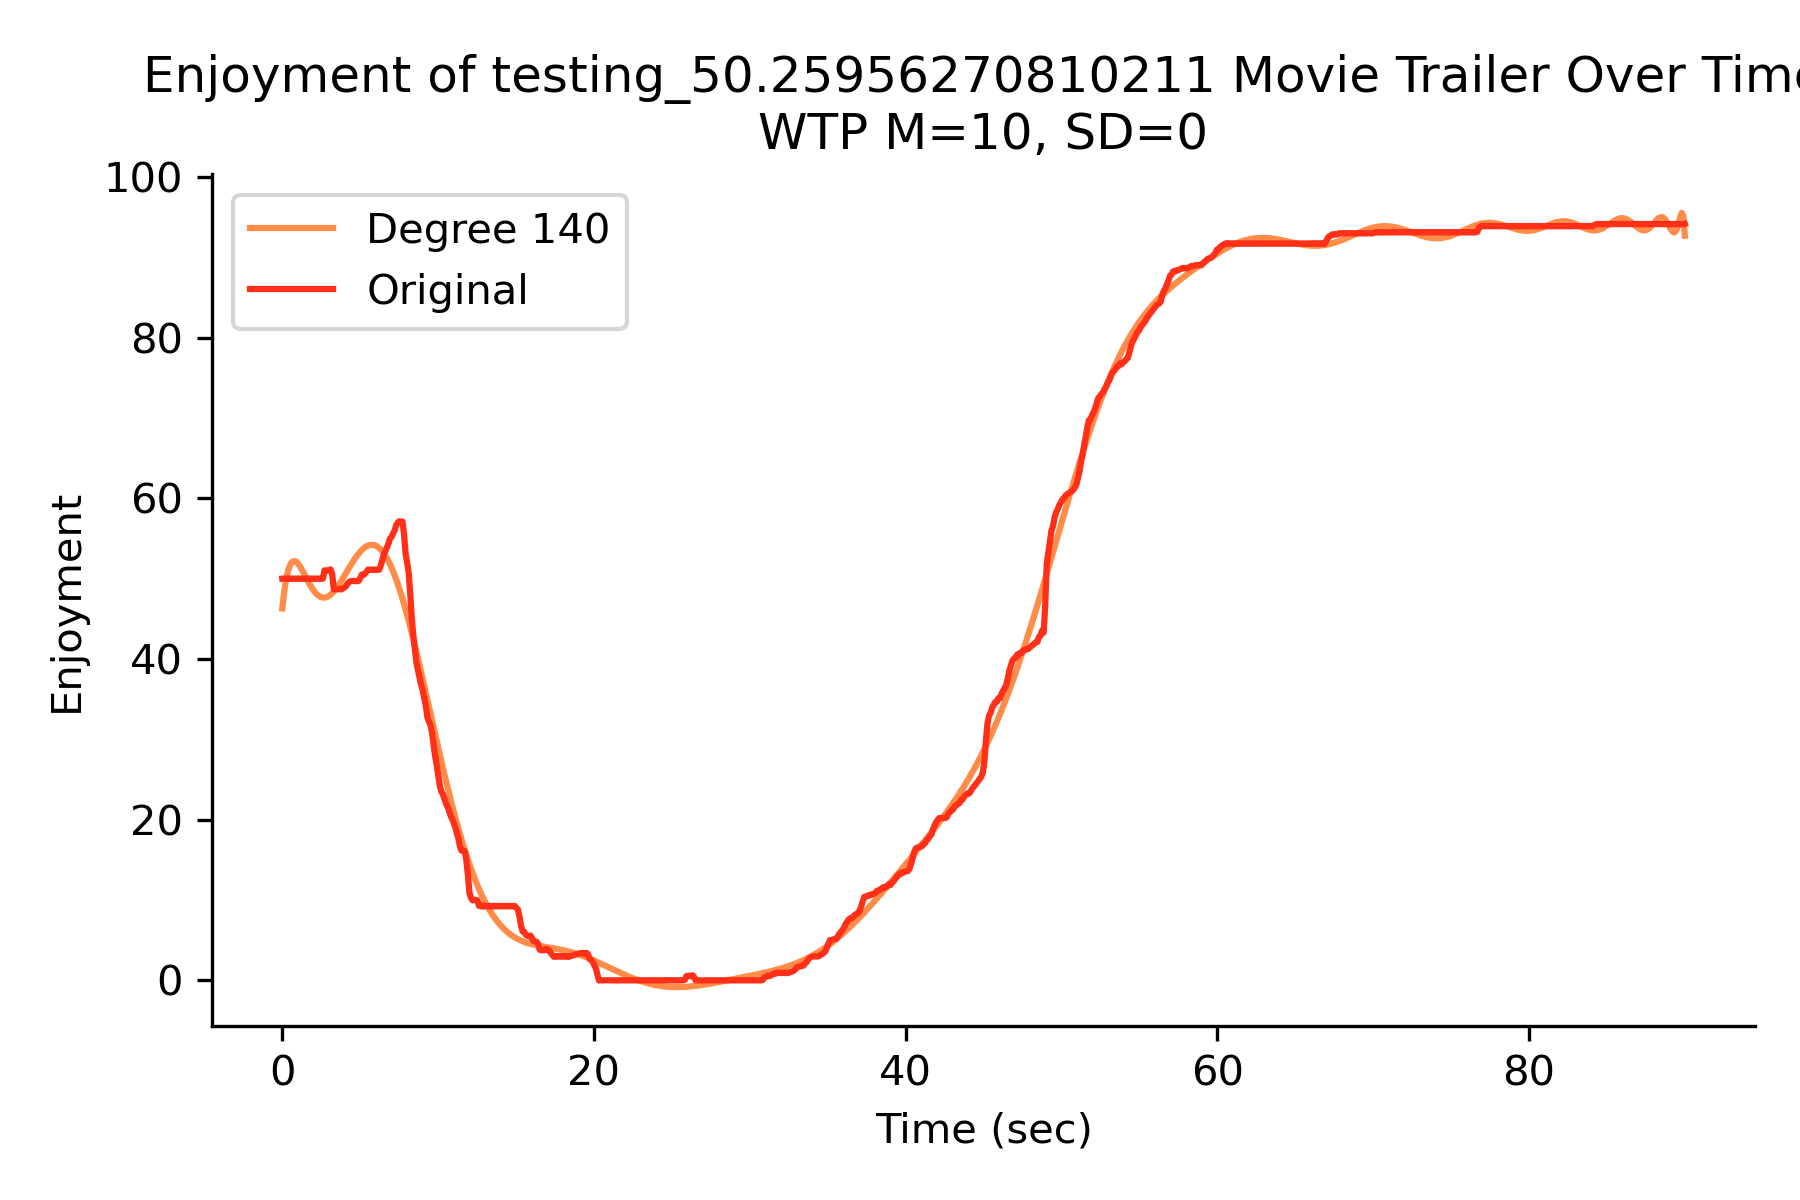 Enjoyment of testing_50.25956270810211 Movie Trailer Over Time
WTP M=10, SD=0
100
80
60
40
20
0
Enjoyment
Degree 140
Original
0 20 40 60 80
Time (sec)